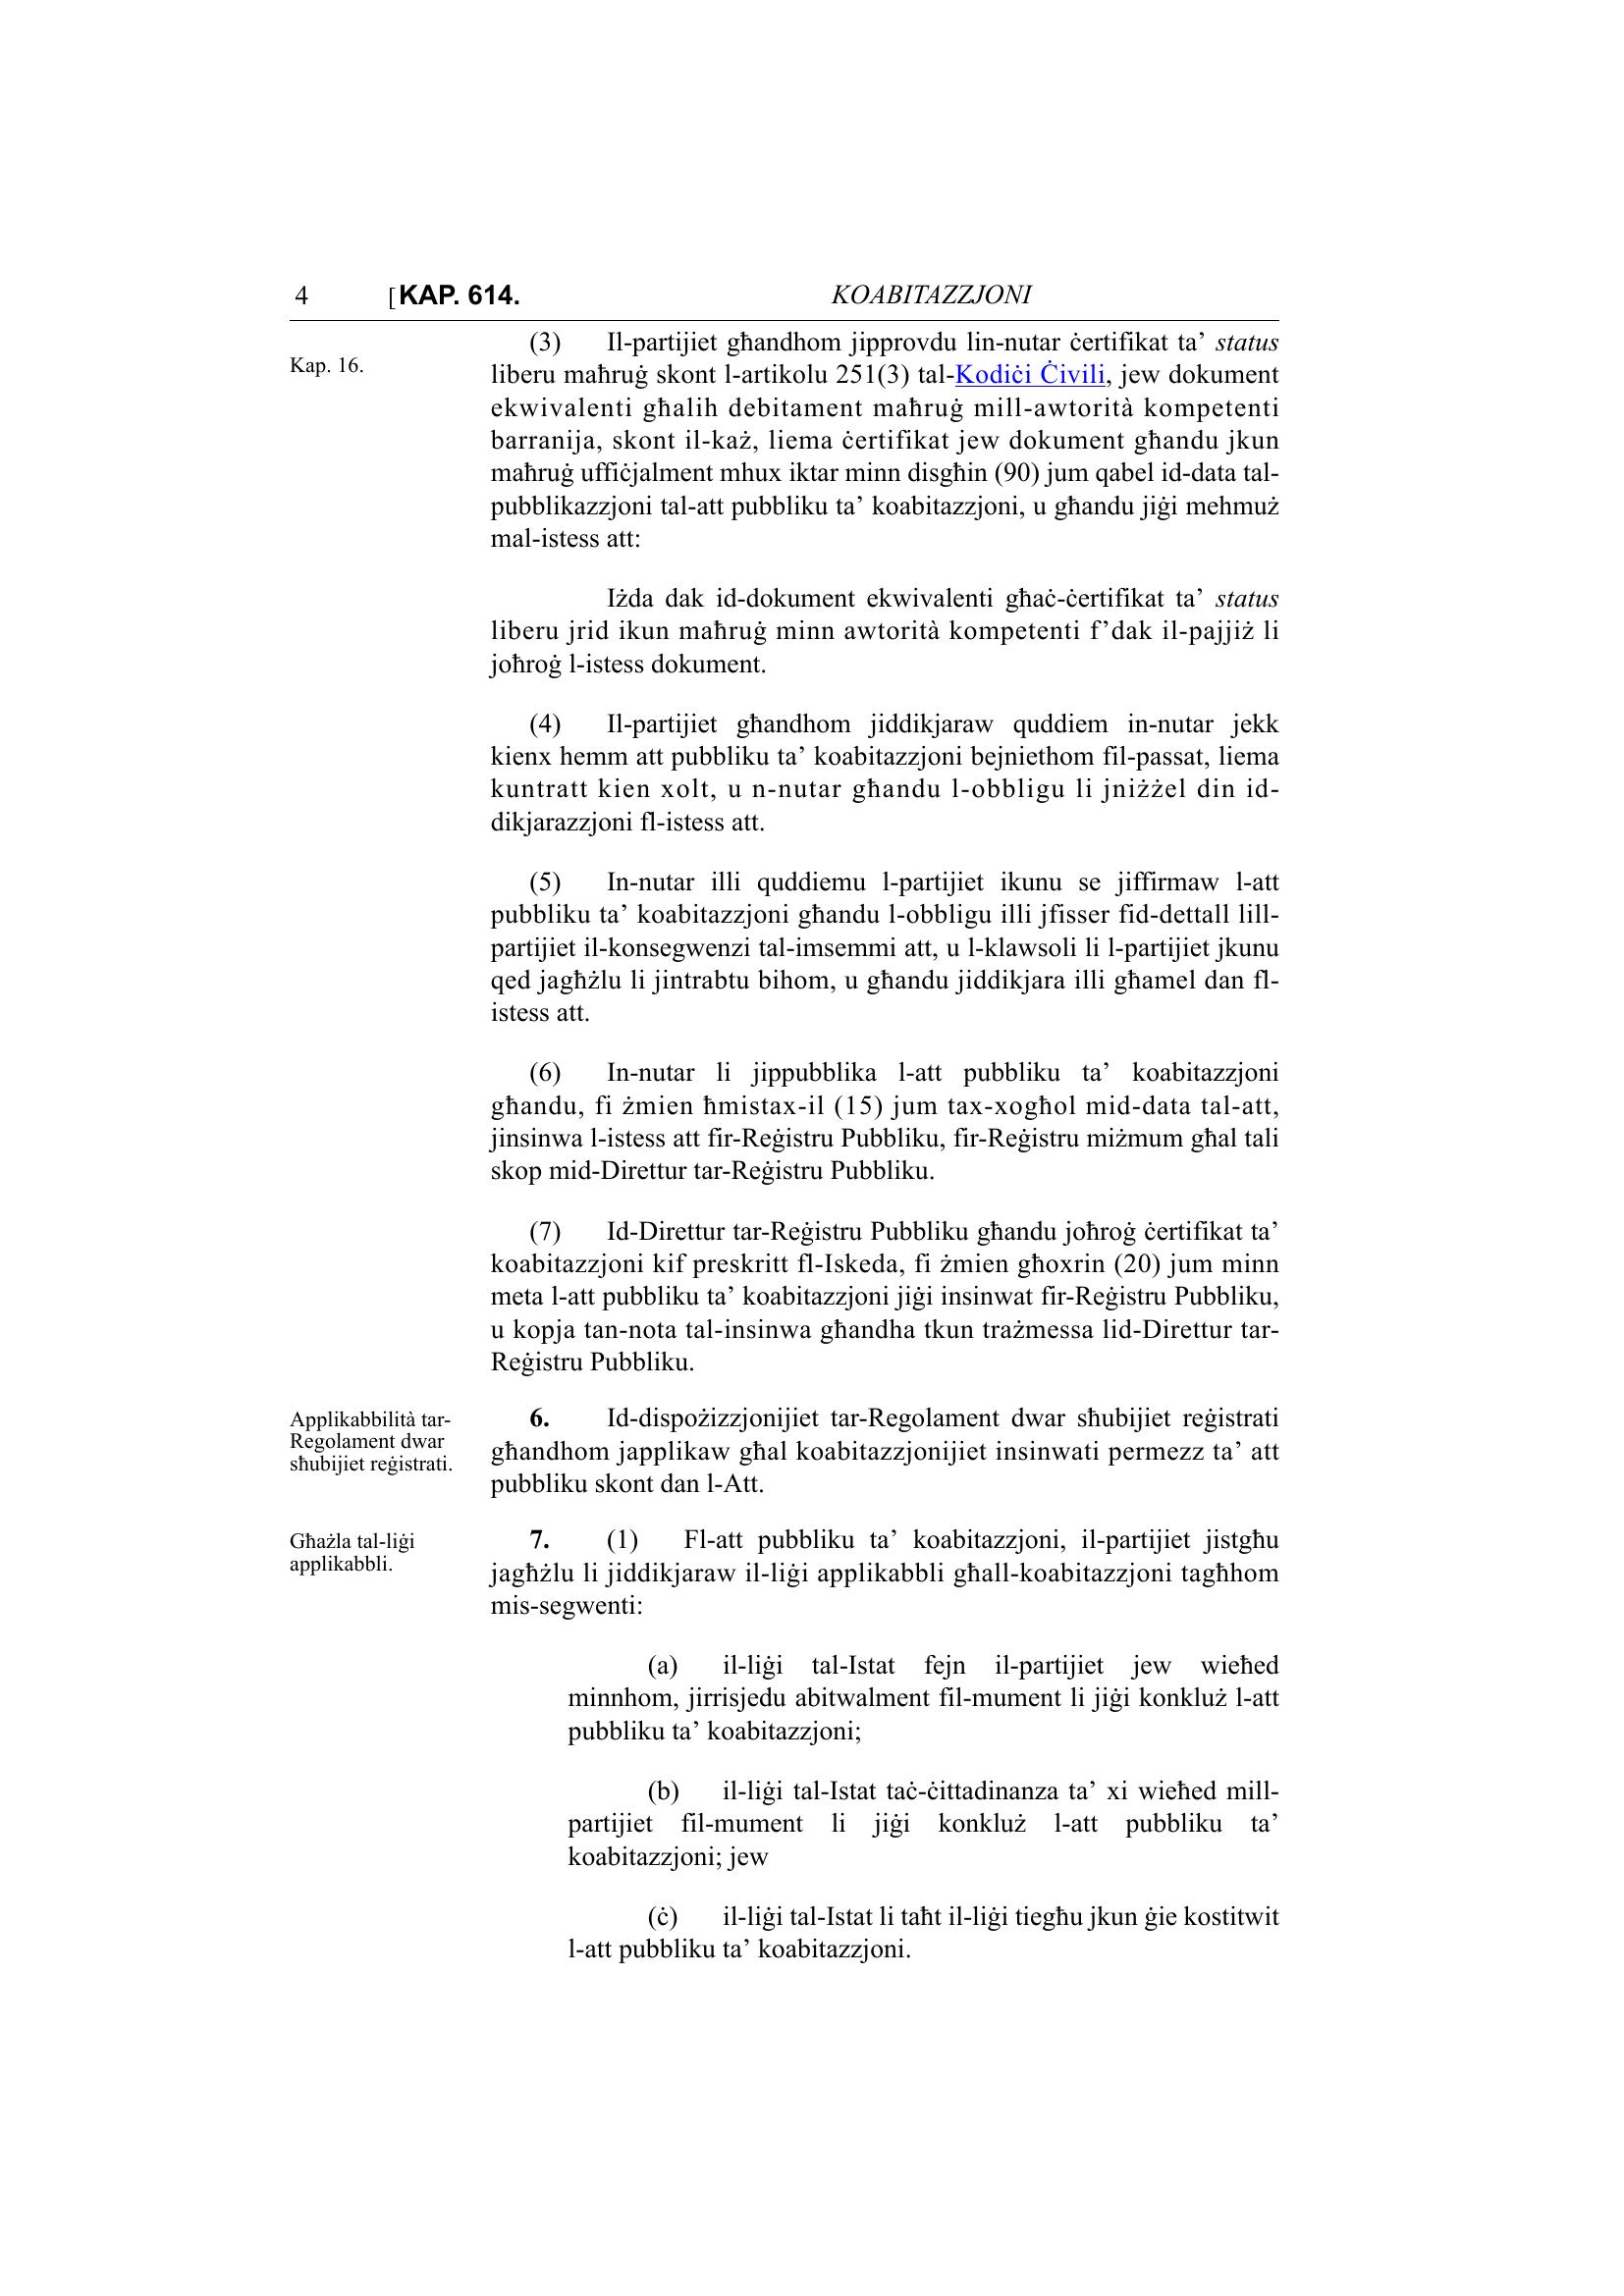 4 [KAP. 614. KOABITAZZJONI
Kap. 16.
(3) Il-partijiet għandhom jipprovdu lin-nutar ċertifikat ta’ status
liberu maħruġ skont l-artikolu 251(3) tal-Kodiċi Ċivili, jew dokument
ekwivalenti għalih debitament maħruġ mill-awtorità kompetenti
barranija, skont il-każ, liema ċertifikat jew dokument għandu jkun
maħruġ uffiċjalment mhux iktar minn disgħin (90) jum qabel id-data tal-
pubblikazzjoni tal-att pubbliku ta’ koabitazzjoni, u għandu jiġi mehmuż
mal-istess att:
Iżda dak id-dokument ekwivalenti għaċ-ċertifikat ta’ status
liberu jrid ikun maħruġ minn awtorità kompetenti f’dak il-pajjiż li
joħroġ l-istess dokument.
(4) Il-partijiet għandhom jiddikjaraw quddiem in-nutar jekk
kienx hemm att pubbliku ta’ koabitazzjoni bejniethom fil-passat, liema
kuntratt kien xolt, u n-nutar għandu l-obbligu li jniżżel din id-
dikjarazzjoni fl-istess att.
(5) In-nutar illi quddiemu l-partijiet ikunu se jiffirmaw l-att
pubbliku ta’ koabitazzjoni għandu l-obbligu illi jfisser fid-dettall lill-
partijiet il-konsegwenzi tal-imsemmi att, u l-klawsoli li l-partijiet jkunu
qed jagħżlu li jintrabtu bihom, u għandu jiddikjara illi għamel dan fl-
istess att.
(6) In-nutar li jippubblika l-att pubbliku ta’ koabitazzjoni
għandu, fi żmien ħmistax-il (15) jum tax-xogħol mid-data tal-att,
jinsinwa l-istess att fir-Reġistru Pubbliku, fir-Reġistru miżmum għal tali
skop mid-Direttur tar-Reġistru Pubbliku.
(7) Id-Direttur tar-Reġistru Pubbliku għandu joħroġ ċertifikat ta’
koabitazzjoni kif preskritt fl-Iskeda, fi żmien għoxrin (20) jum minn
meta l-att pubbliku ta’ koabitazzjoni jiġi insinwat fir-Reġistru Pubbliku,
u kopja tan-nota tal-insinwa għandha tkun trażmessa lid-Direttur tar-
Reġistru Pubbliku.
Applikabbilità tar-
Regolament dwar
sħubijiet reġistrati.
6. Id-dispożizzjonijiet tar-Regolament dwar sħubijiet reġistrati
għandhom japplikaw għal koabitazzjonijiet insinwati permezz ta’ att
pubbliku skont dan l-Att.
Għażla tal-liġi
applikabbli.
7. (1) Fl-att pubbliku ta’ koabitazzjoni, il-partijiet jistgħu
jagħżlu li jiddikjaraw il-liġi applikabbli għall-koabitazzjoni tagħhom
mis-segwenti:
(a) il-liġi tal-Istat fejn il-partijiet jew wieħed
minnhom, jirrisjedu abitwalment fil-mument li jiġi konkluż l-att
pubbliku ta’ koabitazzjoni;
(b) il-liġi tal-Istat taċ-ċittadinanza ta’ xi wieħed mill-
partijiet fil-mument li jiġi konkluż l-att pubbliku ta’
koabitazzjoni; jew
(ċ) il-liġi tal-Istat li taħt il-liġi tiegħu jkun ġie kostitwit
l-att pubbliku ta’ koabitazzjoni.